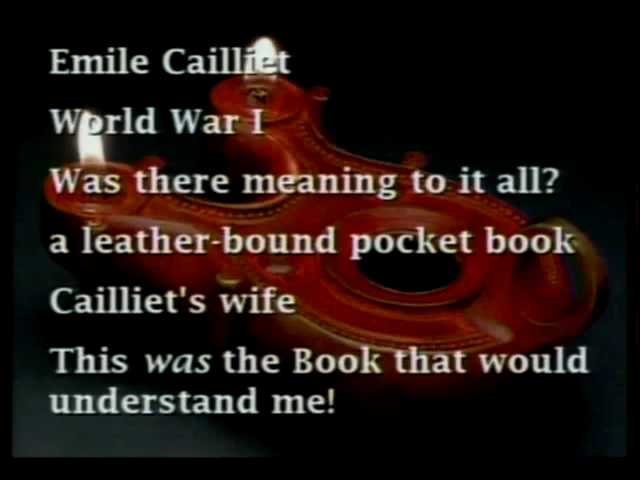 Emile Cailliet
World War I
Was there meaning to it all?
a leather-bound pocket book
Cailliet's wife
This was the Book that would
understand me!